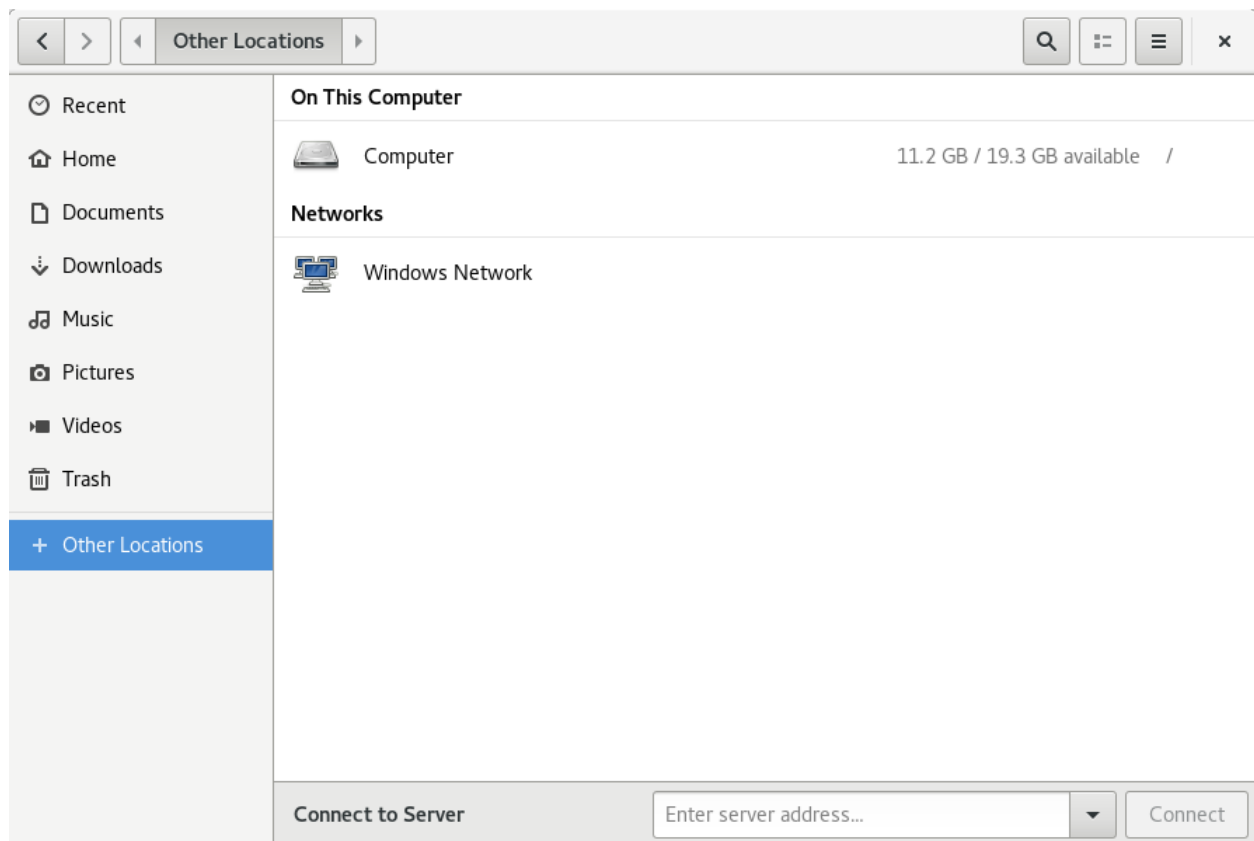 Other Locations
Recent
Home
Documents
Downloads
Music
Pictures
Videos
Trash
+ Other Locations
On This Computer
Computer 11.2 GB / 19.3 GB available /
Networks
Windows Network
Connect to Server Enter server address... Connect